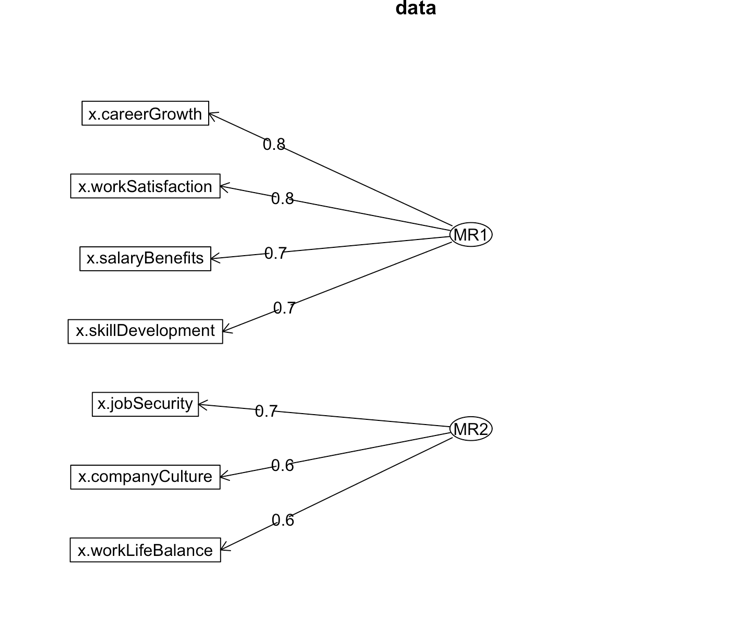 data
x.careerGrowth
0.8
x.workSatisfaction
0.8
MR1
x.salaryBenefits
0.7
0.7
x.skillDevelopment
x.jobSecurity
0.7
MR2
x.companyCulture
0.6
0.6
x.workLifeBalance